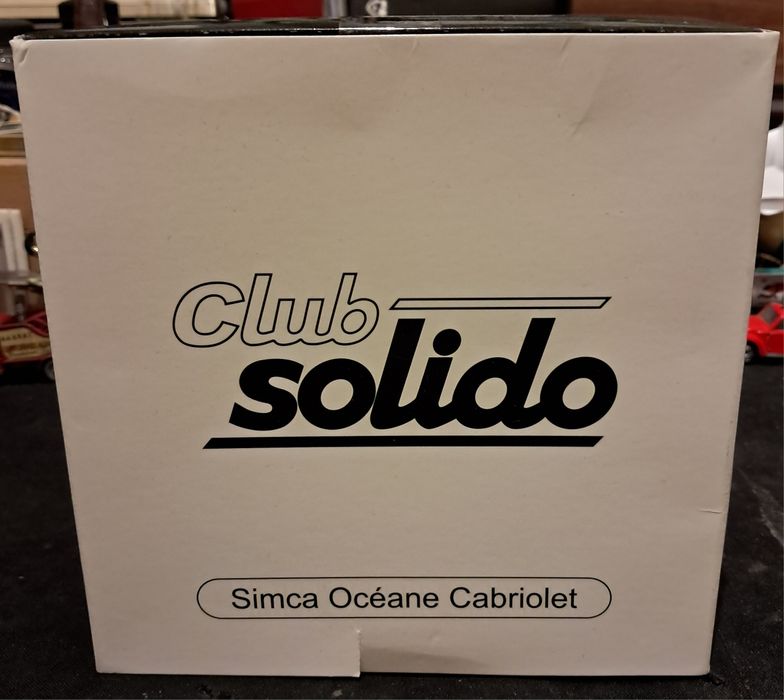 Club
solido
Simca Océane Cabriolet